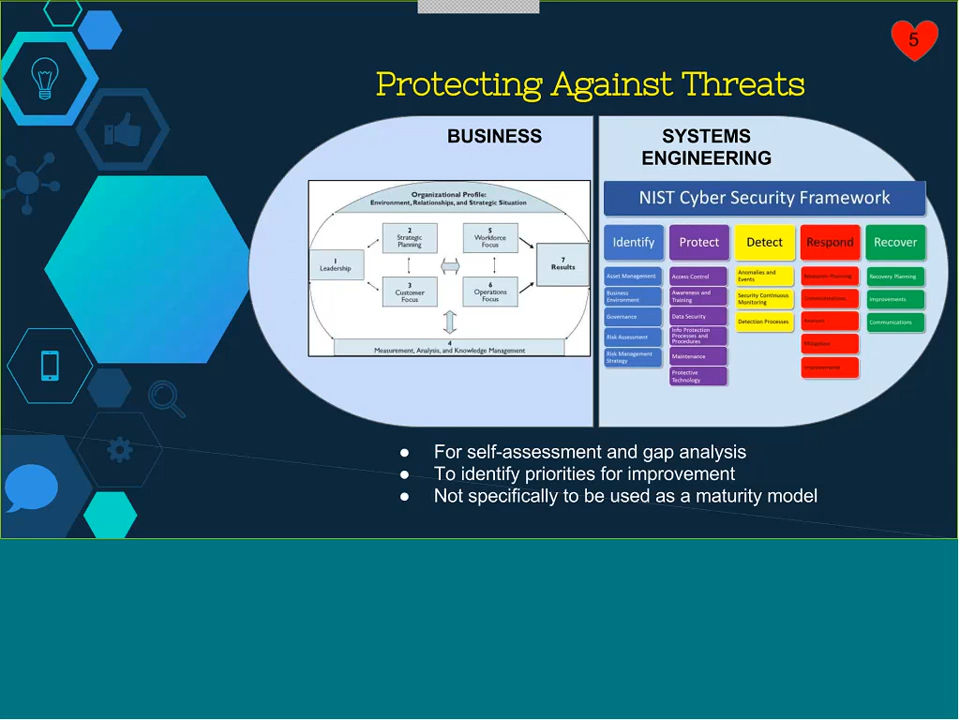 5
Protecting Against Threats
BUSINESS
Organizational Profile:
Environment, Relationships, and Strategic Situation
2
Strategic
Planning
5
Workforce
Focus
1
Leadership
7
Results
3
Customer
Focus
6
Operations
Focus
4
Measurement, Analysis, and Knowledge Management
SYSTEMS
ENGINEERING
NIST Cyber Security Framework
Identify
Asset Management
Business
Environment
Governance
Risk Assessment
Risk Management
Strategy
Protect
Access Control
Awareness and
Training
Data Security
Info Protection
Processes and
Procedures
Maintenance
Protective
Technology
Detect
Anomalies and
Events
Security Continuous
Monitoring
Detection Processes
Respond
Response Planning
Communications
Analysis
Mitigation
Improvements
Recover
Recovery Planning
Improvements
Communications
● For self-assessment and gap analysis
● To identify priorities for improvement
● Not specifically to be used as a maturity model